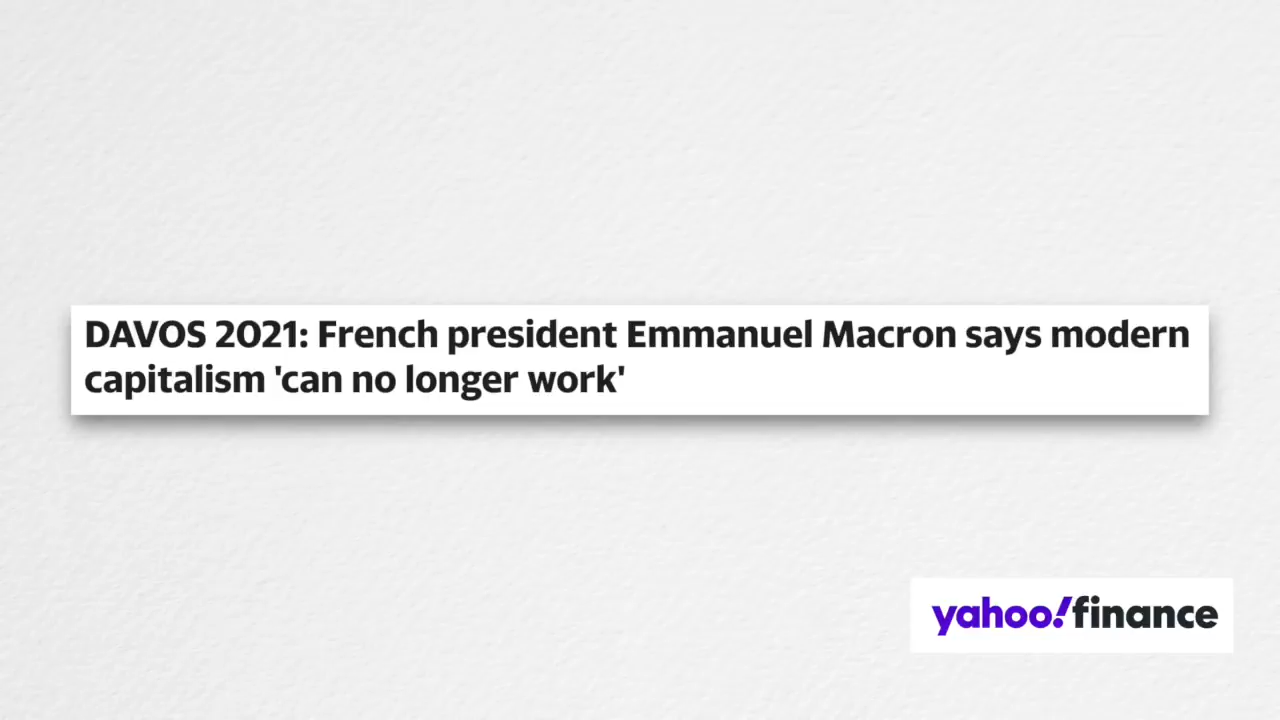 DAVOS 2021: French president Emmanuel Macron says modern
capitalism 'can no longer work'
yahoo!finance